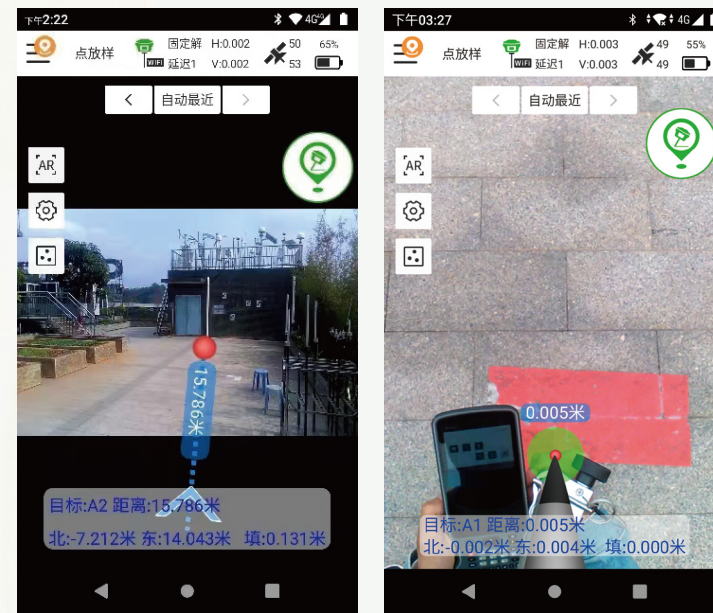 下午2:22
4G
点放样
WIFI
固定解 H:0.002
延迟1 V:0.002
50
53
65%
自动最近
AR
15.786米
目标:A2 距离:15.786米
北:-7.212米 东:14.043米 填:0.131米
下午03:27
4G
点放样
WIFI
固定解 H:0.003
延迟1 V:0.003
49
49
55%
自动最近
AR
0.005米
目标:A1 距离:0.005米
北:-0.002米 东:0.004米 填:0.000米